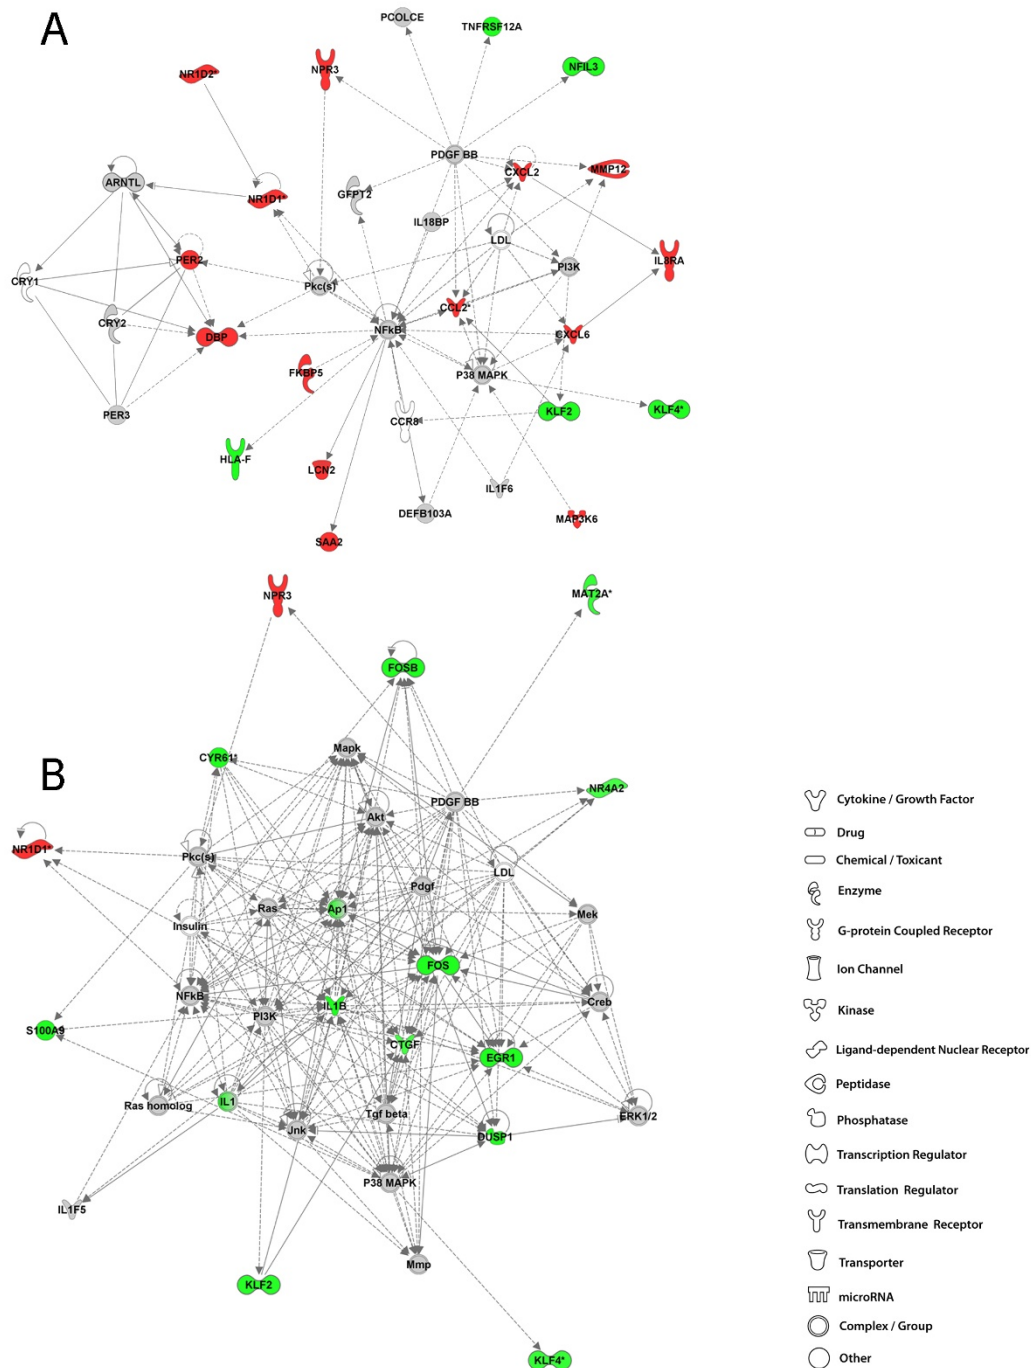 A
PCOLCE
TNFRSF12A
NR1D2*
NPR3
NFIL3
PDGF BB
CXCL2
MMP12
ARNTL
NR1D1*
GFPT2
IL18BP
LDL
PER2
IL8RA
PI3K
CRY1
Pkc(s)
CCL2*
CRY2
DBP
NFkB
CXCL6
FKBP5
P38 MAPK
PER3
CCR8
KLF2
KLF4*
HLA-F
LCN2
IL1F6
DEFB103A
MAP3K6
SAA2
NPR3
MAT2A*
FOSB
B
CYR61*
Mapk
PDGF BB
NR4A2
Akt
NR1D1*
Pkc(s)
LDL
Pdgf
Ras
Ap1
Mek
Insulin
FOS
NFkB
IL1B
Creb
PI3K
S100A9
CTGF
EGR1
Ras homolog
IL1
Tgf beta
ERK1/2
Jnk
DUSP1
P38 MAPK
IL1F5
Mmp
KLF2
KLF4*
Cytokine / Growth Factor
Drug
Chemical / Toxicant
Enzyme
G-protein Coupled Receptor
Ion Channel
Kinase
Ligand-dependent Nuclear Receptor
Peptidase
Phosphatase
Transcription Regulator
Translation Regulator
Transmembrane Receptor
Transporter
microRNA
Complex / Group
Other